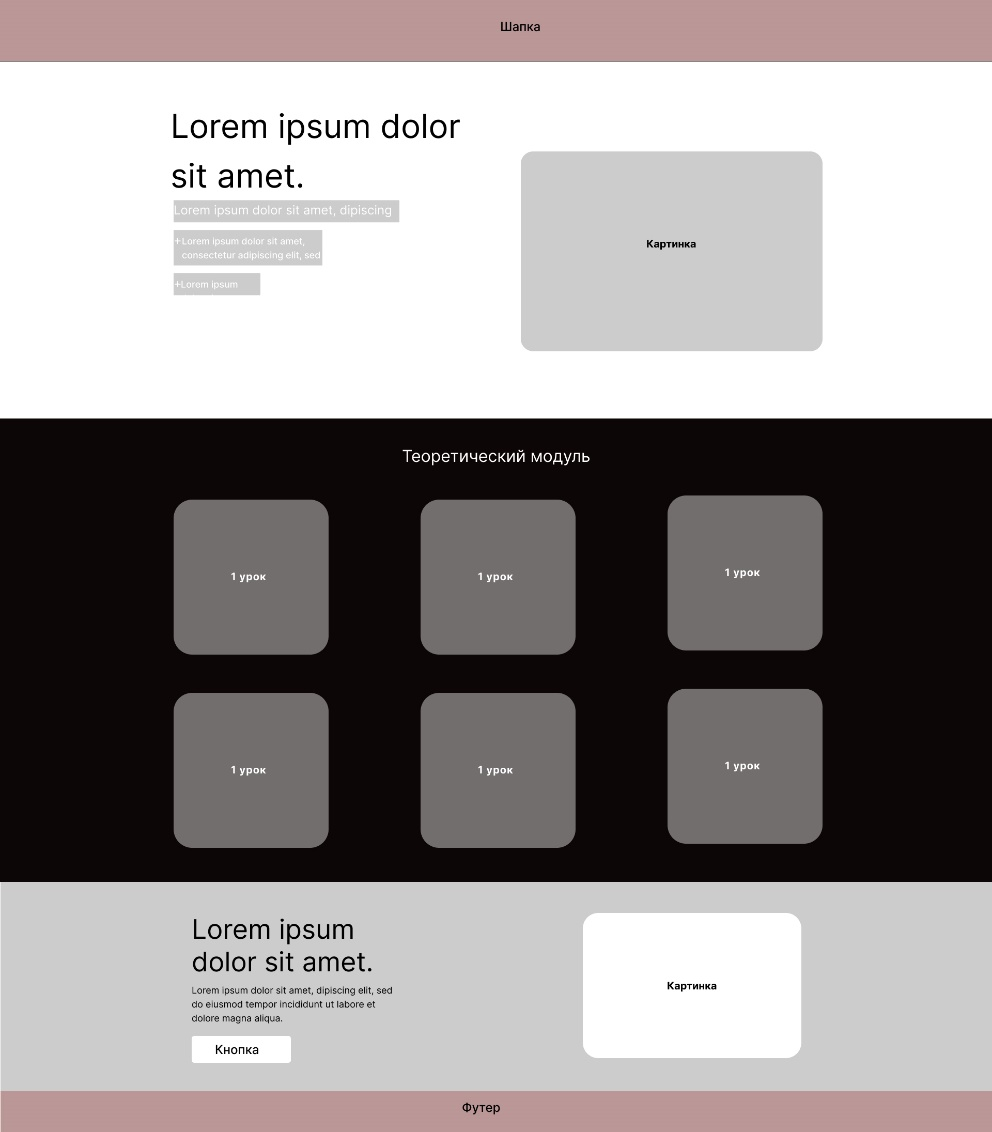 Шапка
Lorem ipsum dolor
sit amet.
Lorem ipsum dolor sit amet, dipiscing
+Lorem ipsum dolor sit amet,
consectetur adipiscing elit, sed
+Lorem ipsum
Картинка
Теоретический модуль
1 урок
1 урок
1 урок
1 урок
1 урок
1 урок
Lorem ipsum
dolor sit amet.
Lorem ipsum dolor sit amet, dipiscing elit, sed
do eiusmod tempor incididunt ut labore et
dolore magna aliqua.
Кнопка
Картинка
Футер